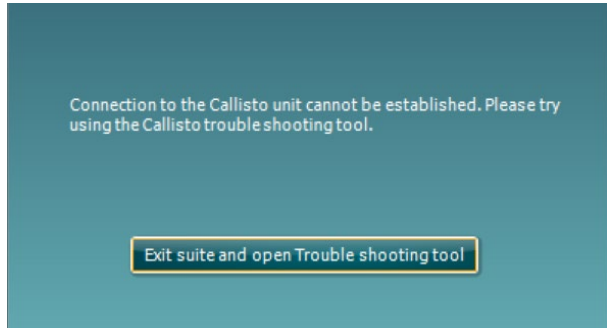 Connection to the Callisto unit cannot be established. Please try
using the Callisto trouble shooting tool.
Exit suite and open Trouble shooting tool